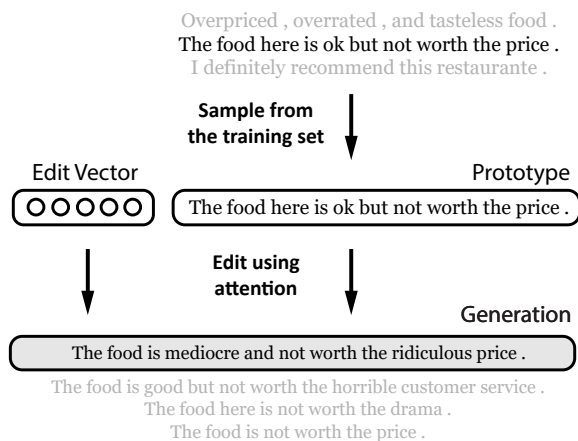 Overpriced , overrated , and tasteless food .
The food here is ok but not worth the price .
I definitely recommend this restaurante .
Sample from
the training set
Edit Vector
Prototype
The food here is ok but not worth the price .
Edit using
attention
Generation
The food is mediocre and not worth the ridiculous price .
The food is good but not worth the horrible customer service .
The food here is not worth the drama .
The food is not worth the price .